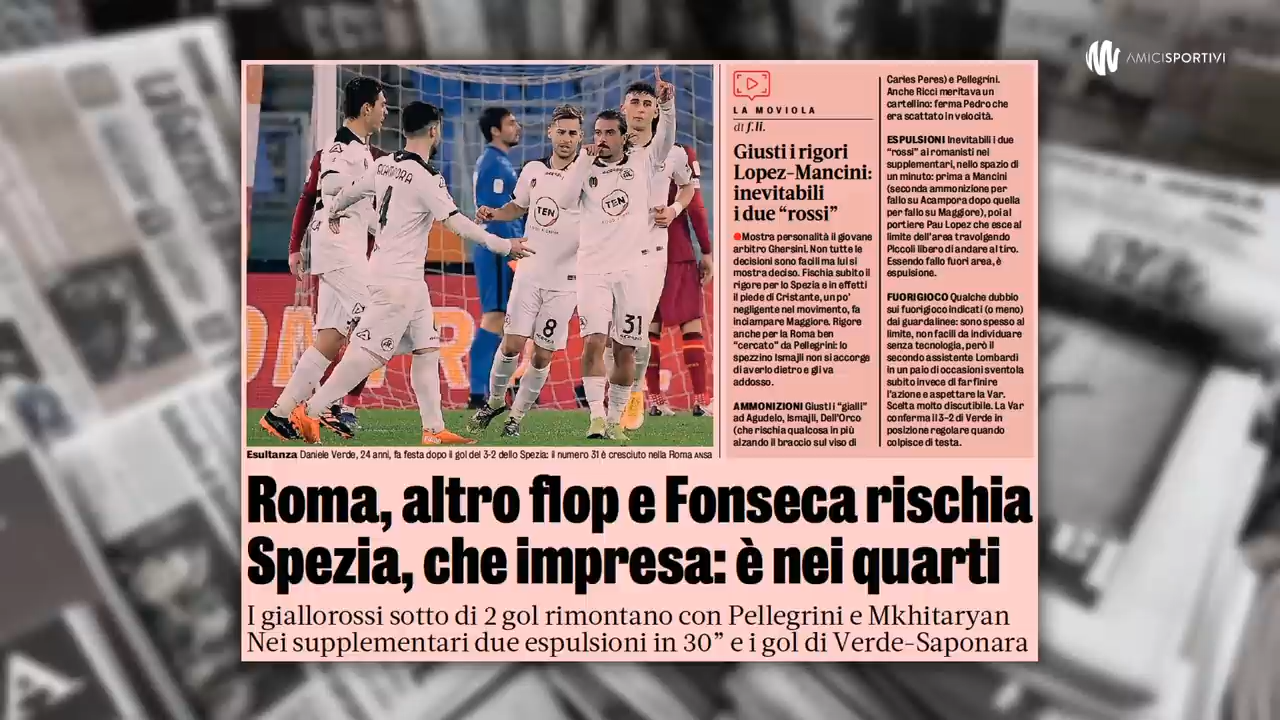 AMICISPORTIVI
AGUDORA
4
TEN
8
TEN
31
LA MOVIOLA
di f.li.
Giusti i rigori
Lopez-Mancini:
inevitabili
i due “rossi”
Mostra personalità il giovane
arbitro Ghersini. Non tutte le
decisioni sono facili ma lui si
mostra deciso. Fischia subito il
rigore per lo Spezia e in effetti
il piede di Cristante, un po'
negligente nel movimento, fa
inciampare Maggiore. Rigore
anche per la Roma ben
“cercato” da Pellegrini: lo
spezzino Ismajli non si accorge
di averlo dietro e gli va
addosso.
AMMONIZIONI Giusti i “gialli”
ad Agudelo, Ismajli, Dell'Orco
(che rischia qualcosa in più
alzando il braccio sul viso di
Carles Peres) e Pellegrini.
Anche Ricci meritava un
cartellino: ferma Pedro che
era scattato in velocità.
ESPULSIONI Inevitabili i due
“rossi” ai romanisti nei
supplementari, nello spazio di
un minuto: prima a Mancini
(seconda ammonizione per
fallo su Acampora dopo quella
per fallo su Maggiore), poi al
portiere Pau Lopez che esce al
limite dell'area travolgendo
Piccoli libero di andare al tiro.
Essendo fallo fuori area, è
espulsione.
FUORIGIOCO Qualche dubbio
sui fuorigioco indicati (o meno)
dai guardalinee: sono spesso al
limite, non facili da individuare
senza tecnologia, però il
secondo assistente Lombardi
in un paio di occasioni sventola
subito invece di far finire
l'azione e aspettare la Var.
Scelta molto discutibile. La Var
conferma il 3-2 di Verde in
posizione regolare quando
colpisce di testa.
Esultanza Daniele Verde, 24 anni, fa festa dopo il gol del 3-2 dello Spezia: il numero 31 è cresciuto nella Roma ANSA
Roma, altro flop e Fonseca rischia
Spezia, che impresa: è nei quarti
I giallorossi sotto di 2 gol rimontano con Pellegrini e Mkhitaryan
Nei supplementari due espulsioni in 30” e i gol di Verde-Saponara